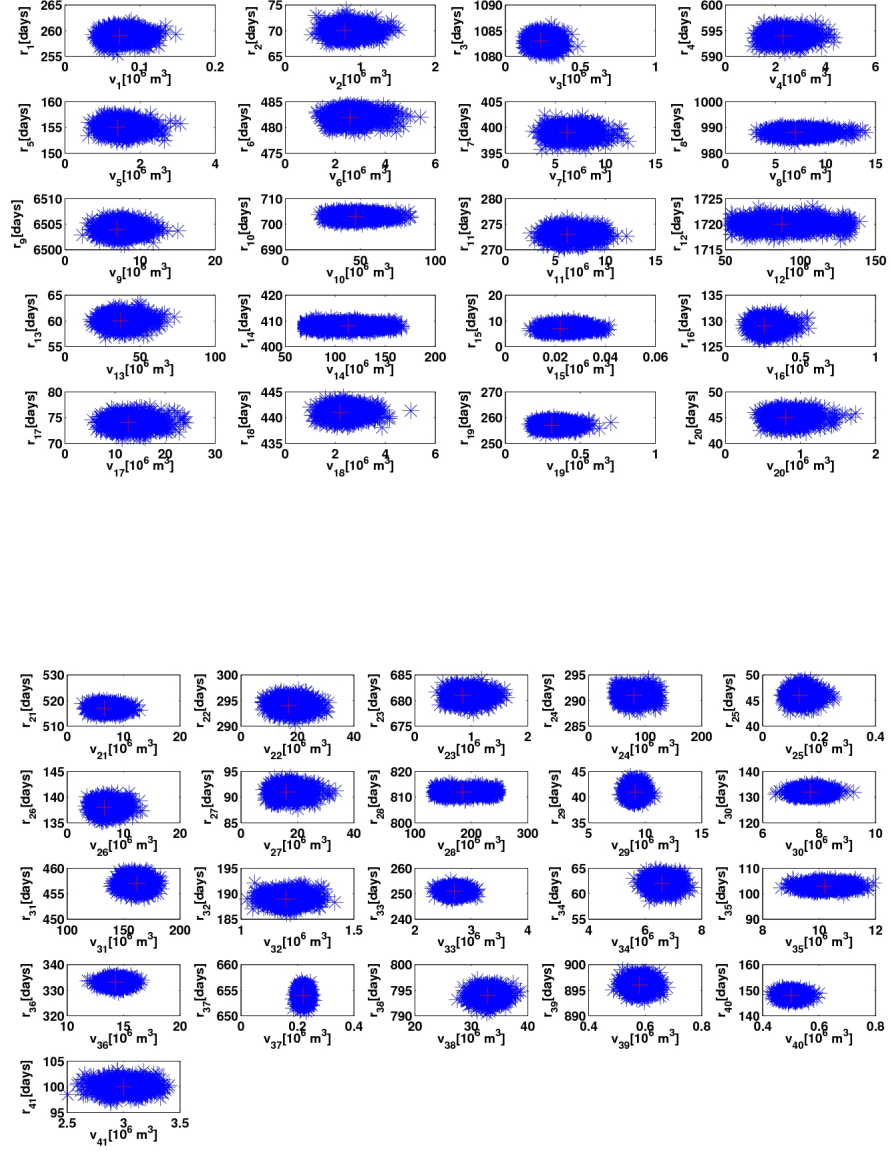 265 260 255 r1[days] 0 0.1 0.2 v1[10^6 m^3]
75 70 65 r2[days] 0 1 2 v2[10^6 m^3]
1090 1085 1080 r3[days] 0 0.5 1 v3[10^6 m^3]
600 595 590 r4[days] 0 2 4 6 v4[10^6 m^3]
160 155 150 r5[days] 0 2 4 v5[10^6 m^3]
485 480 475 r6[days] 0 2 4 6 v6[10^6 m^3]
405 400 395 r7[days] 0 5 10 15 v7[10^6 m^3]
1000 990 980 r8[days] 0 5 10 15 v8[10^6 m^3]
6510 6505 6500 r9[days] 0 10 20 v9[10^6 m^3]
710 700 690 r10[days] 0 50 100 v10[10^6 m^3]
280 275 270 r11[days] 0 5 10 15 v11[10^6 m^3]
1725 1720 1715 r12[days] 50 100 150 v12[10^6 m^3]
65 60 55 r13[days] 0 50 100 v13[10^6 m^3]
420 410 400 r14[days] 50 100 150 200 v14[10^6 m^3]
20 10 0 r15[days] 0 0.02 0.04 0.06 v15[10^6 m^3]
135 130 125 r16[days] 0 0.5 1 v16[10^6 m^3]
80 75 70 r17[days] 0 10 20 30 v17[10^6 m^3]
445 440 435 r18[days] 0 2 4 6 v18[10^6 m^3]
270 260 250 r19[days] 0 0.5 1 v19[10^6 m^3]
50 45 40 r20[days] 0 1 2 v20[10^6 m^3]
530 520 510 r21[days] 0 10 20 v21[10^6 m^3]
300 295 290 r22[days] 0 20 40 v22[10^6 m^3]
685 680 675 r23[days] 0 1 2 v23[10^6 m^3]
295 290 285 r24[days] 0 100 200 v24[10^6 m^3]
50 45 40 r25[days] 0 0.2 0.4 v25[10^6 m^3]
145 140 135 r26[days] 0 10 20 v26[10^6 m^3]
95 90 85 r27[days] 0 20 40 v27[10^6 m^3]
820 810 800 r28[days] 100 200 300 v28[10^6 m^3]
45 40 35 r29[days] 5 10 15 v29[10^6 m^3]
140 130 120 r30[days] 6 8 10 v30[10^6 m^3]
460 455 450 r31[days] 100 150 200 v31[10^6 m^3]
195 190 185 r32[days] 1 1.5 v32[10^6 m^3]
260 250 240 r33[days] 2 3 4 v33[10^6 m^3]
65 60 55 r34[days] 4 6 8 v34[10^6 m^3]
110 100 90 r35[days] 8 10 12 v35[10^6 m^3]
340 330 320 r36[days] 10 15 20 v36[10^6 m^3]
660 655 650 r37[days] 0 0.2 0.4 v37[10^6 m^3]
800 795 790 r38[days] 20 30 40 v38[10^6 m^3]
900 895 890 r39[days] 0.4 0.6 0.8 v39[10^6 m^3]
160 150 140 r40[days] 0.4 0.6 0.8 v40[10^6 m^3]
105 100 95 r41[days] 2.5 3 3.5 v41[10^6 m^3]